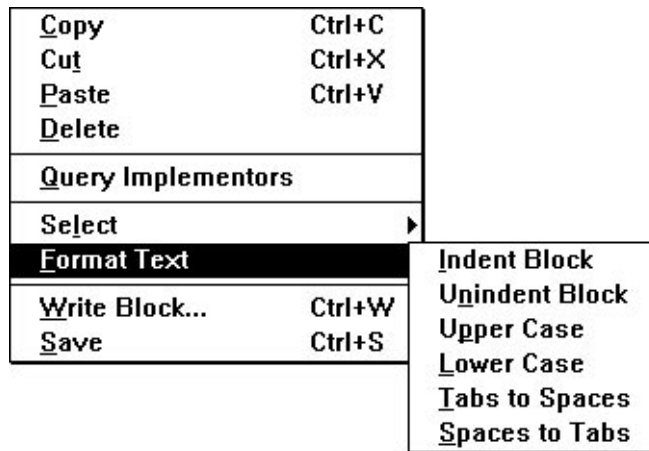 Copy Ctrl+C
Cut Ctrl+X
Paste Ctrl+V
Delete
Query Implementors
Select
Format Text
Write Block... Ctrl+W
Save Ctrl+S
Indent Block
Unindent Block
Upper Case
Lower Case
Tabs to Spaces
Spaces to Tabs